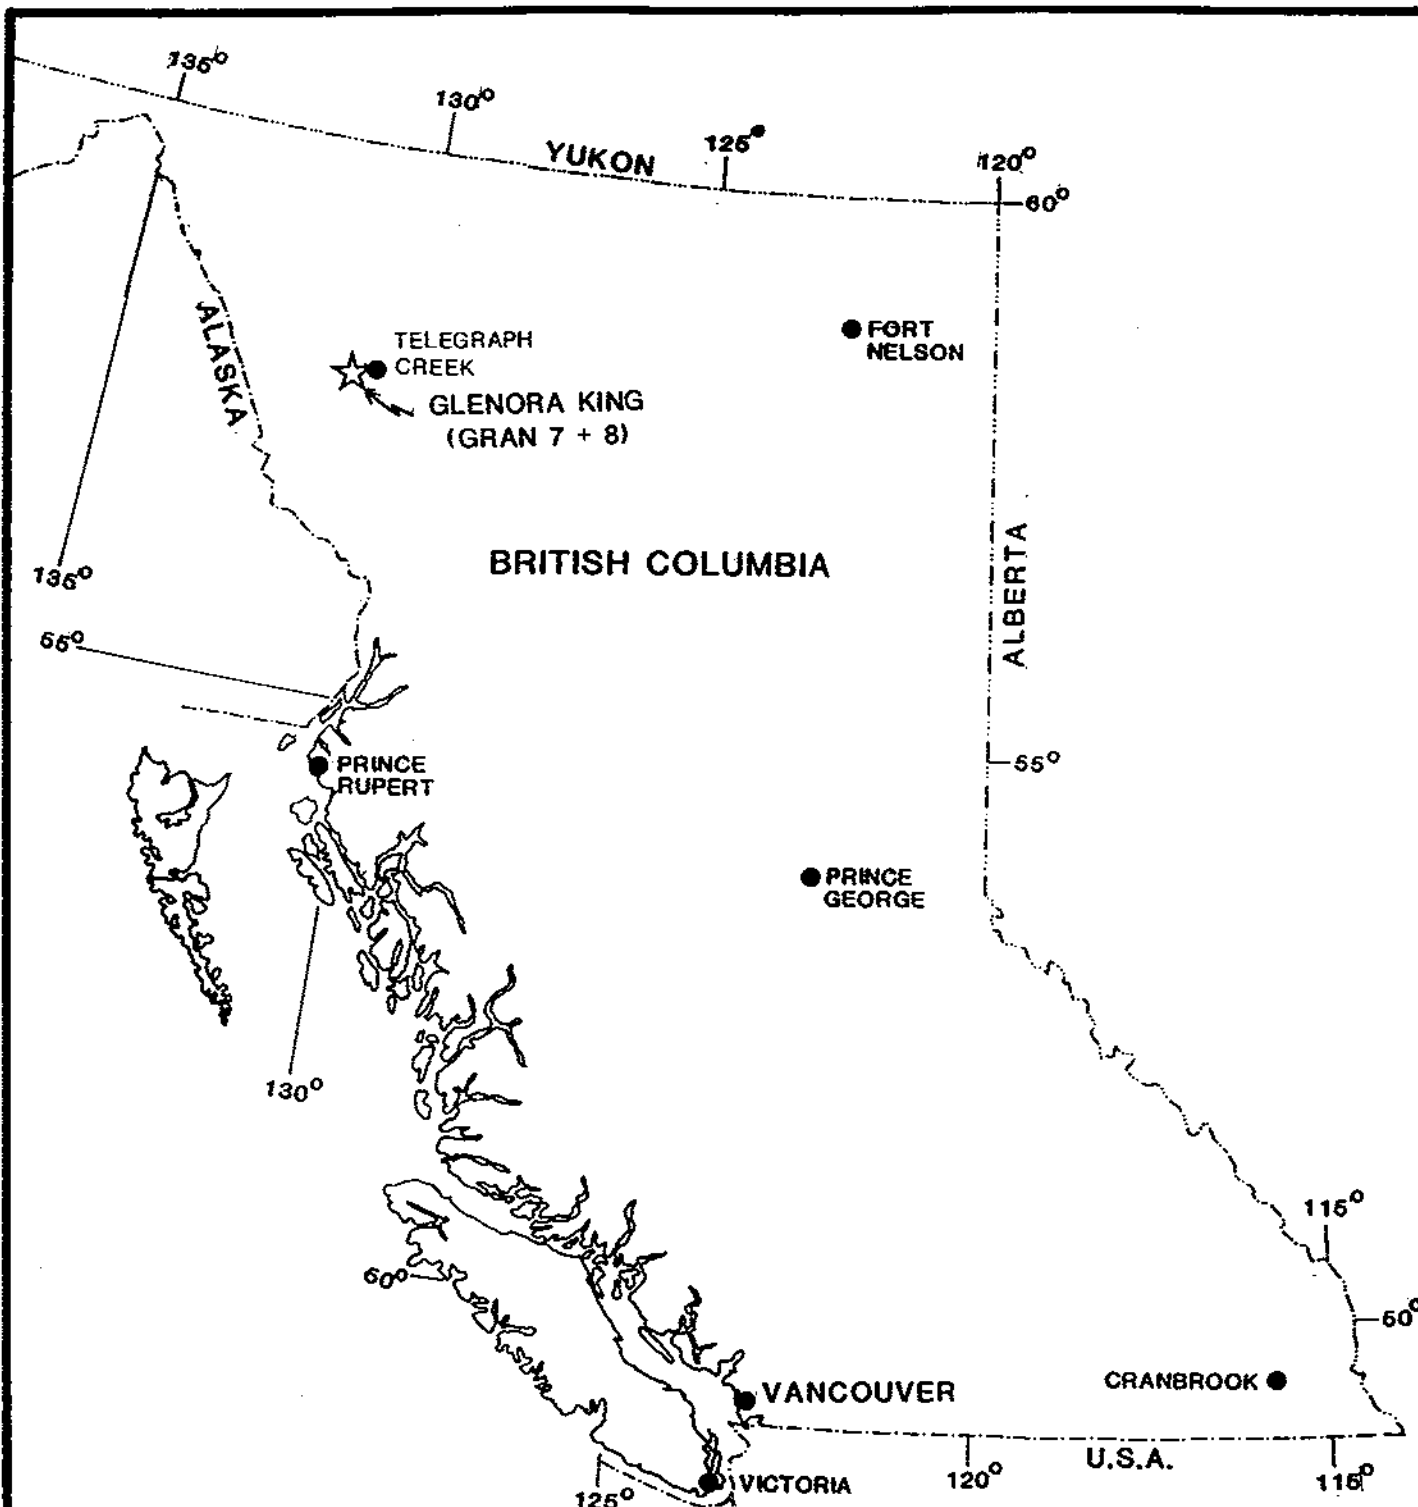 135°
130°
YUKON
125°
120°
60°
ALASKA
TELEGRAPH
CREEK
FORT
NELSON
GLENORA KING
(GRAN 7 + 8)
BRITISH COLUMBIA
ALBERTA
135°
55°
55°
PRINCE
RUPERT
PRINCE
GEORGE
130°
115°
50°
50°
CRANBROOK
VANCOUVER
U.S.A.
VICTORIA
125°
120°
115°